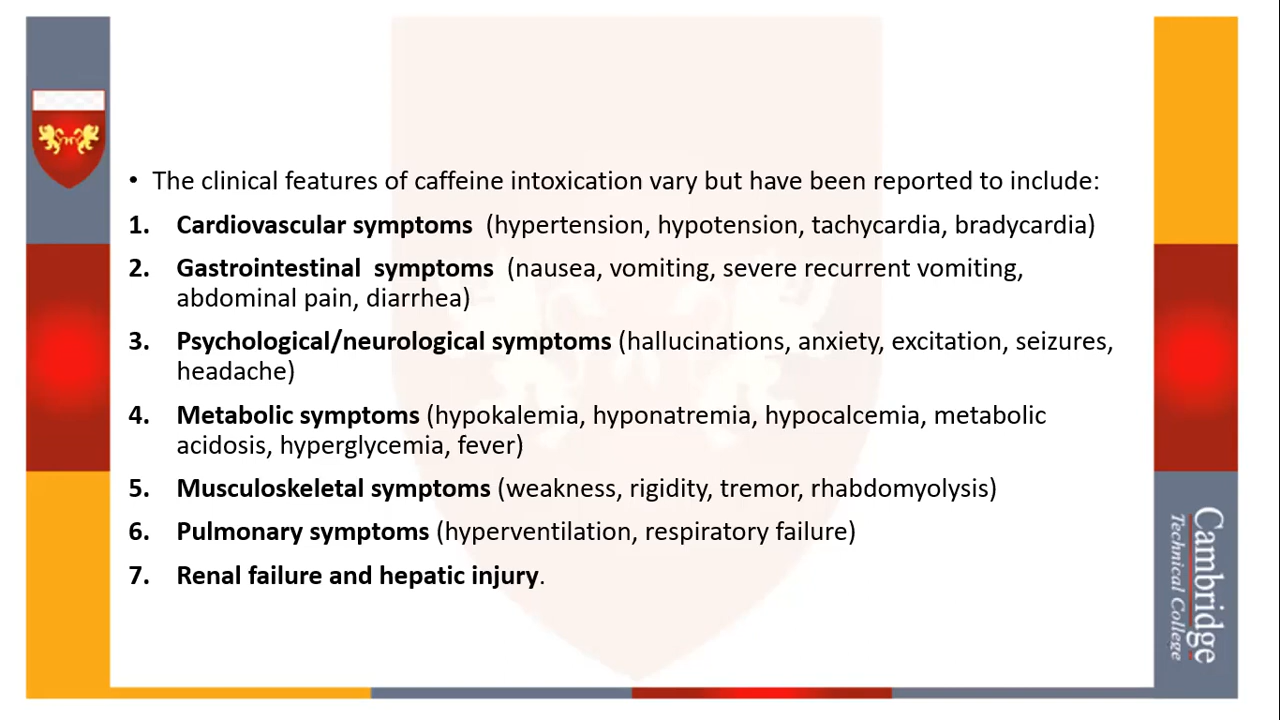 • The clinical features of caffeine intoxication vary but have been reported to include:
1. Cardiovascular symptoms (hypertension, hypotension, tachycardia, bradycardia)
2. Gastrointestinal symptoms (nausea, vomiting, severe recurrent vomiting,
abdominal pain, diarrhea)
3. Psychological/neurological symptoms (hallucinations, anxiety, excitation, seizures,
headache)
4. Metabolic symptoms (hypokalemia, hyponatremia, hypocalcemia, metabolic
acidosis, hyperglycemia, fever)
5. Musculoskeletal symptoms (weakness, rigidity, tremor, rhabdomyolysis)
6. Pulmonary symptoms (hyperventilation, respiratory failure)
7. Renal failure and hepatic injury.
Cambridge
Technical College